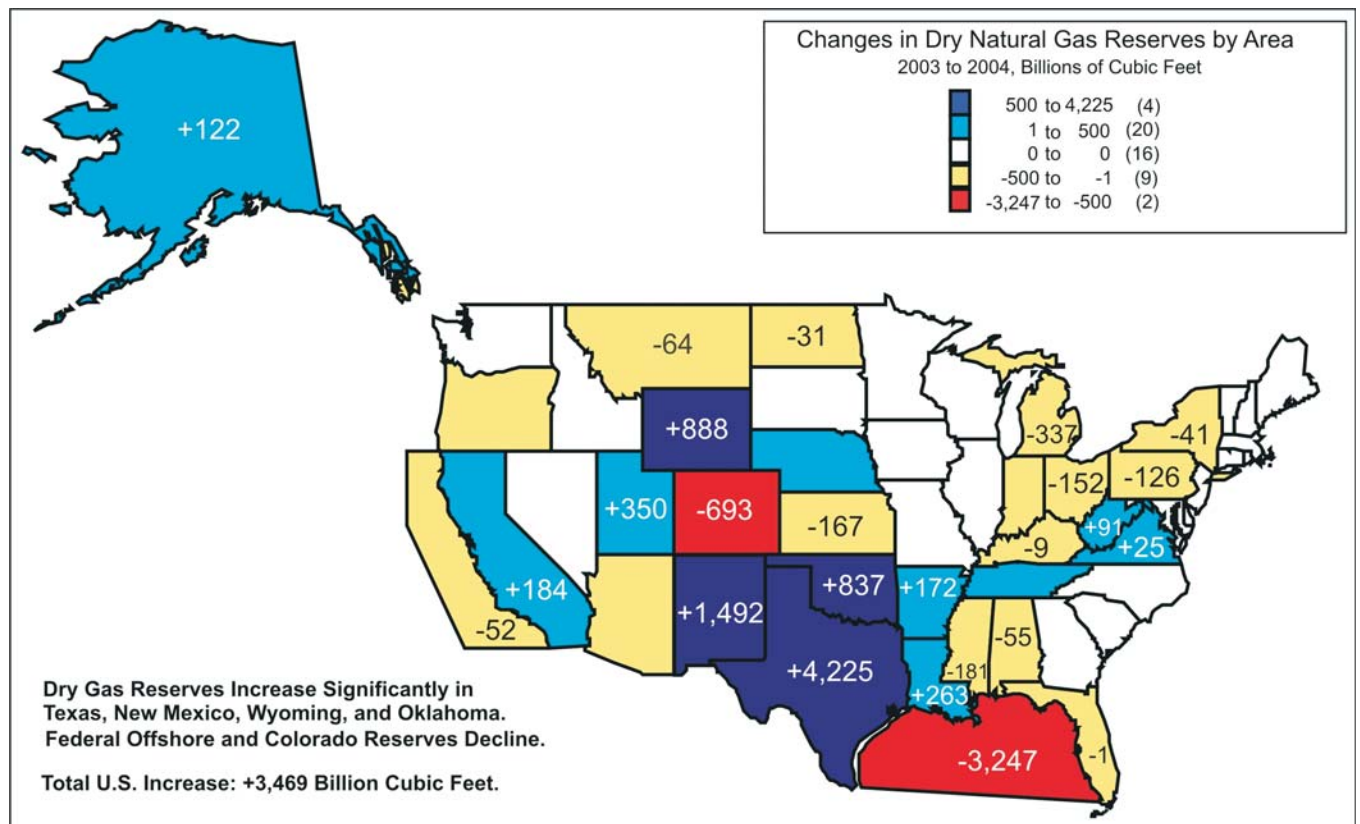 Changes in Dry Natural Gas Reserves by Area
2003 to 2004, Billions of Cubic Feet
500 to 4,225 (4)
1 to 500 (20)
0 to 0 (16)
-500 to -1 (9)
-3,247 to -500 (2)
+122
-64
-31
+888
-337
-41
+350
-693
-167
-152
-126
+91
+25
-9
+184
-52
+1,492
+837
+172
+4,225
-55
-181
+263
-3,247
-1
Dry Gas Reserves Increase Significantly in
Texas, New Mexico, Wyoming, and Oklahoma.
Federal Offshore and Colorado Reserves Decline.
Total U.S. Increase: +3,469 Billion Cubic Feet.